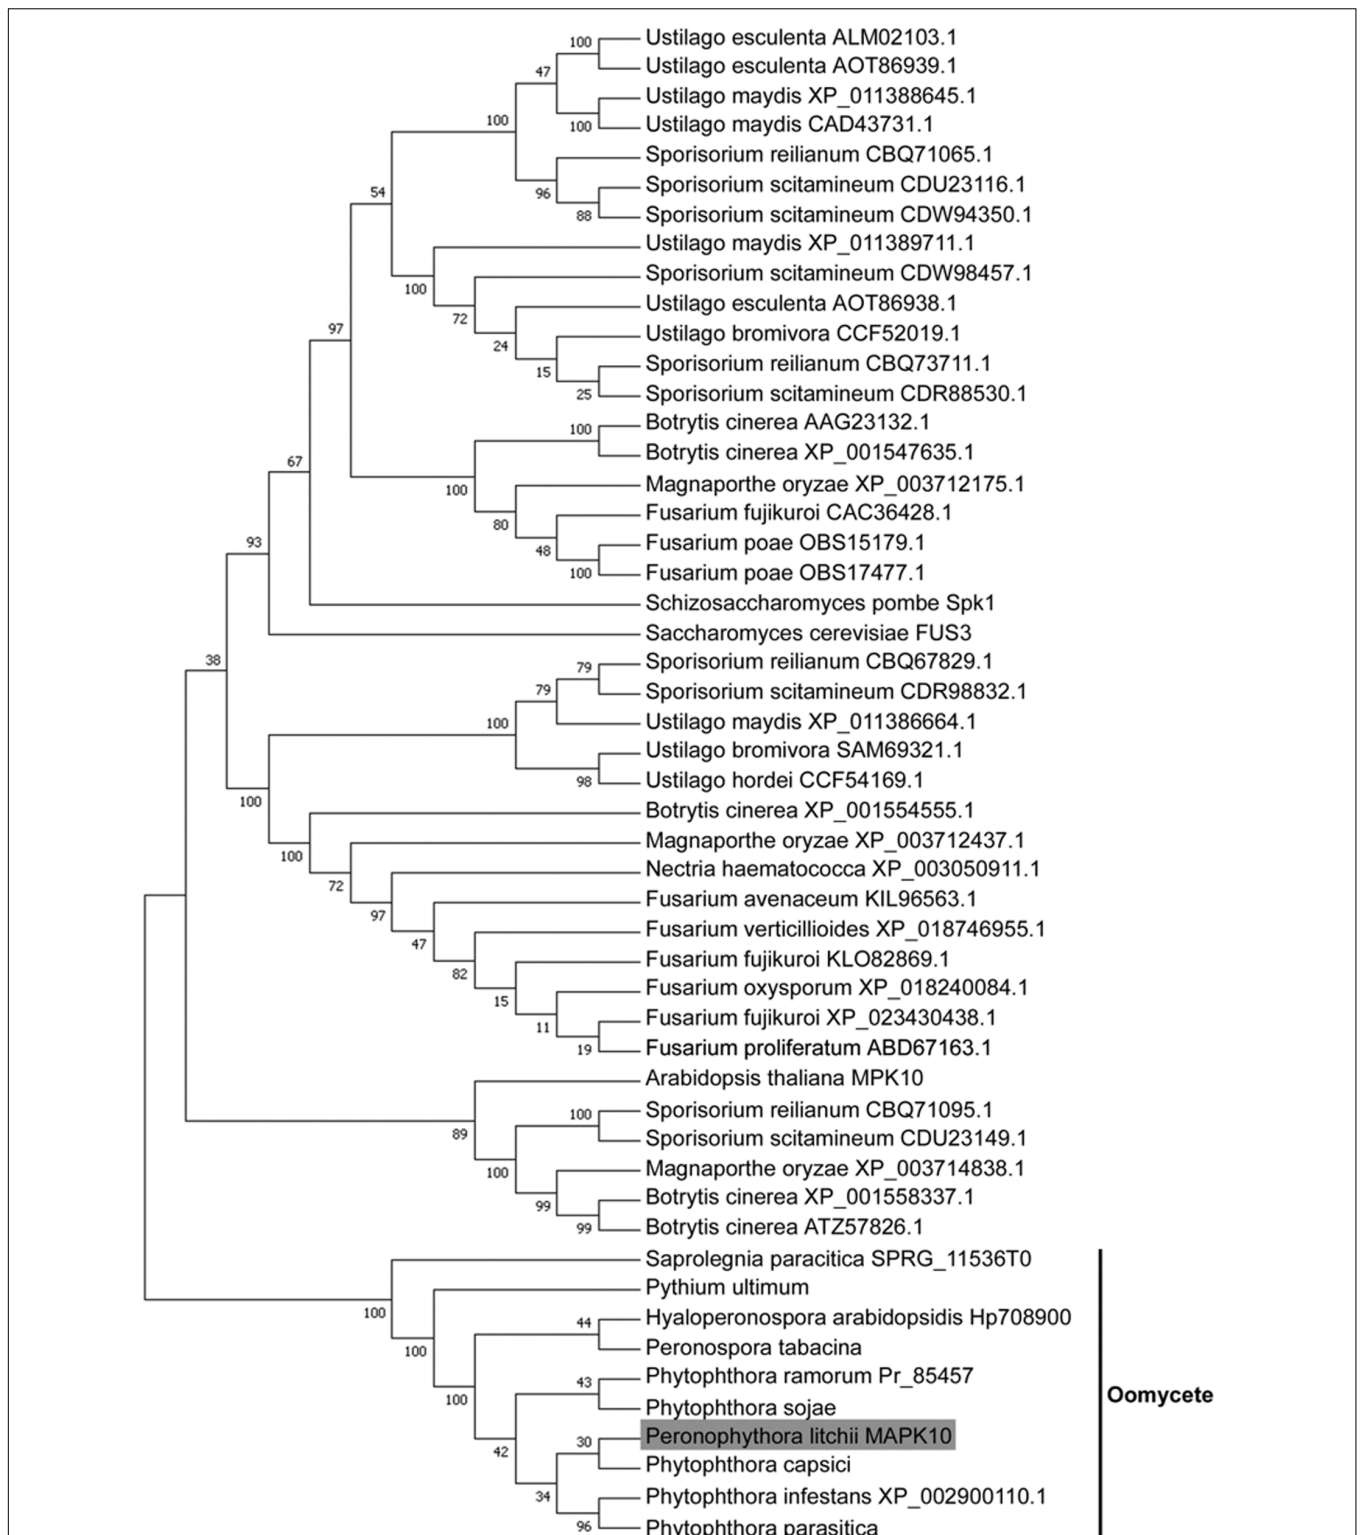 100 Ustilago esculenta ALM02103.1
Ustilago esculenta AOT86939.1
47
Ustilago maydis XP_011388645.1
100 Ustilago maydis CAD43731.1
100
Sporisorium reilianum CBQ71065.1
96 Sporisorium scitamineum CDU23116.1
88 Sporisorium scitamineum CDW94350.1
54
Ustilago maydis XP_011389711.1
100 Sporisorium scitamineum CDW98457.1
72 Ustilago esculenta AOT86938.1
24 Ustilago bromivora CCF52019.1
97
15 Sporisorium reilianum CBQ73711.1
25 Sporisorium scitamineum CDR88530.1
100 Botrytis cinerea AAG23132.1
Botrytis cinerea XP_001547635.1
67
100 Magnaporthe oryzae XP_003712175.1
80 Fusarium fujikuroi CAC36428.1
48 Fusarium poae OBS15179.1
100 Fusarium poae OBS17477.1
93
Schizosaccharomyces pombe Spk1
Saccharomyces cerevisiae FUS3
38
79 Sporisorium reilianum CBQ67829.1
79 Sporisorium scitamineum CDR98832.1
100 Ustilago maydis XP_011386664.1
Ustilago bromivora SAM69321.1
98 Ustilago hordei CCF54169.1
100
Botrytis cinerea XP_001554555.1
100 Magnaporthe oryzae XP_003712437.1
72 Nectria haematococca XP_003050911.1
97 Fusarium avenaceum KIL96563.1
47 Fusarium verticillioides XP_018746955.1
82 Fusarium fujikuroi KLO82869.1
15 Fusarium oxysporum XP_018240084.1
11 Fusarium fujikuroi XP_023430438.1
19 Fusarium proliferatum ABD67163.1
Arabidopsis thaliana MPK10
89
100 Sporisorium reilianum CBQ71095.1
Sporisorium scitamineum CDU23149.1
100 Magnaporthe oryzae XP_003714838.1
99 Botrytis cinerea XP_001558337.1
99 Botrytis cinerea ATZ57826.1
Saprolegnia paracitica SPRG_11536T0
100 Pythium ultimum
100
44 Hyaloperonospora arabidopsidis Hp708900
Peronospora tabacina
100
43 Phytophthora ramorum Pr_85457
Phytophthora sojae
42
30 Peronophythora litchii MAPK10
Phytophthora capsici
34 Phytophthora infestans XP_002900110.1
96 Phytophthora parasitica
Oomycete